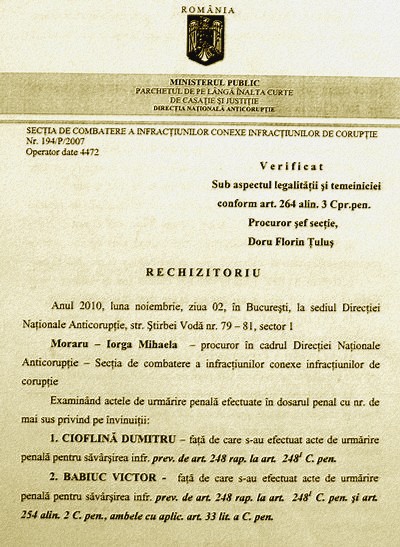 ROMÂNIA
MINISTERUL PUBLIC
PARCHETUL DE PE LÂNGĂ ÎNALTA CURTE
DE CASAŢIE ŞI JUSTIŢIE
DIRECŢIA NAŢIONALĂ ANTICORUPŢIE
SECŢIA DE COMBATERE A INFRACŢIUNILOR CONEXE INFRACŢIUNILOR DE CORUPŢIE
Nr. 194/P/2007
Operator date 4472
Verificat
Sub aspectul legalităţii şi temeiniciei
conform art. 264 alin. 3 Cpr.pen.
Procuror şef secţie,
Doru Florin Ţuluş
RECHIZITORIU
Anul 2010, luna noiembrie, ziua 02, în Bucureşti, la sediul Direcţiei
Naţionale Anticorupţie, str. Ştirbei Vodă nr. 79 – 81, sector 1
Moraru – Iorga Mihaela – procuror în cadrul Direcţiei Naţionale
Anticorupţie – Secţia de combatere a infracţiunilor conexe infracţiunilor de
corupţie
Examinând actele de urmărire penală efectuate în dosarul penal cu nr. de
mai sus privind pe învinuiţii:
1. CIOFLINĂ DUMITRU – faţă de care s-au efectuat acte de urmărire
penală pentru săvârşirea infr. prev. de art. 248 rap. la art. 248¹ C. pen.
2. BABIUC VICTOR - faţă de care s-au efectuat acte de urmărire
penală pentru săvârşirea infr. prev. de art. 248 rap. la art. 248¹ C. pen. şi art.
254 alin. 2 C. pen., ambele cu aplic. art. 33 lit. a C. pen.